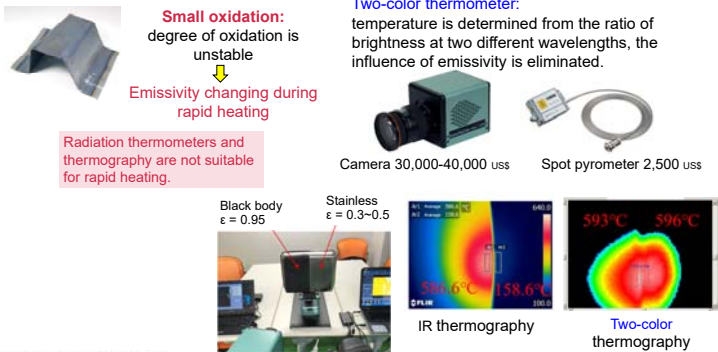 Small oxidation:
degree of oxidation is
unstable
Emissivity changing during
rapid heating
Radiation thermometers and
thermography are not suitable
for rapid heating.
Two-color thermometer:
temperature is determined from the ratio of
brightness at two different wavelengths, the
influence of emissivity is eliminated.
Camera 30,000-40,000 US$
Spot pyrometer 2,500 US$
Black body
ε = 0.95
Stainless
ε = 0.3~0.5
640.0
586.6°C
158.6°C
100.0
FLIR
IR thermography
593°C
596°C
Two-color
thermography